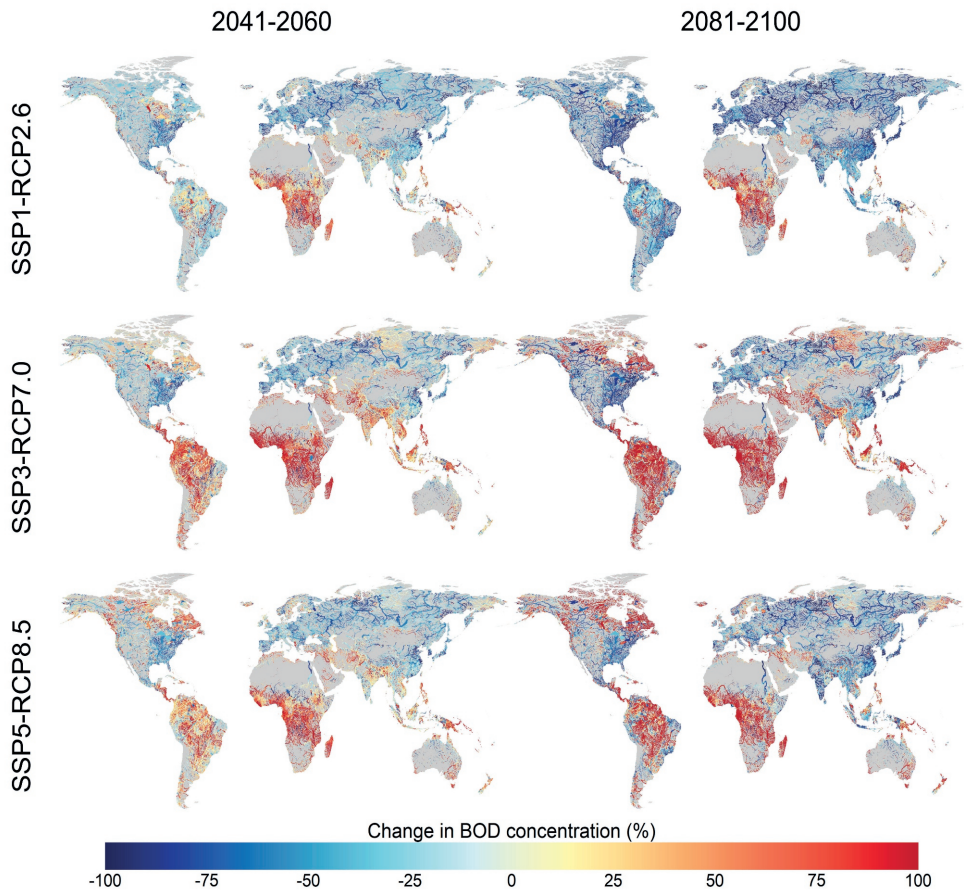 2041-2060
2081-2100
SSP1-RCP2.6
SSP3-RCP7.0
SSP5-RCP8.5
Change in BOD concentration (%)
-100 -75 -50 -25 0 25 50 75 100